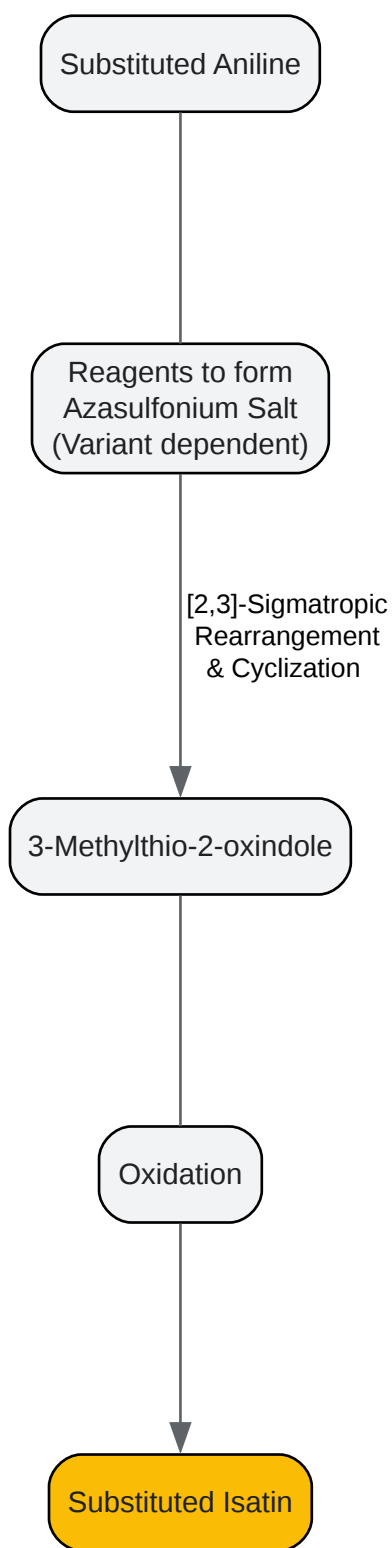 Substituted Aniline
Reagents to form
Azasulfonium Salt
(Variant dependent)
[2,3]-Sigmatropic
Rearrangement
& Cyclization
3-Methylthio-2-oxindole
Oxidation
Substituted Isatin